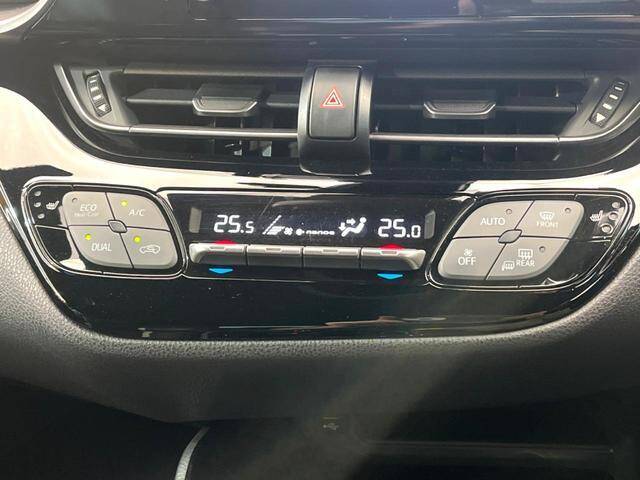 ECO
A/C
DUAL
25.5
nanoe
25.0
AUTO
FRONT
OFF
REAR